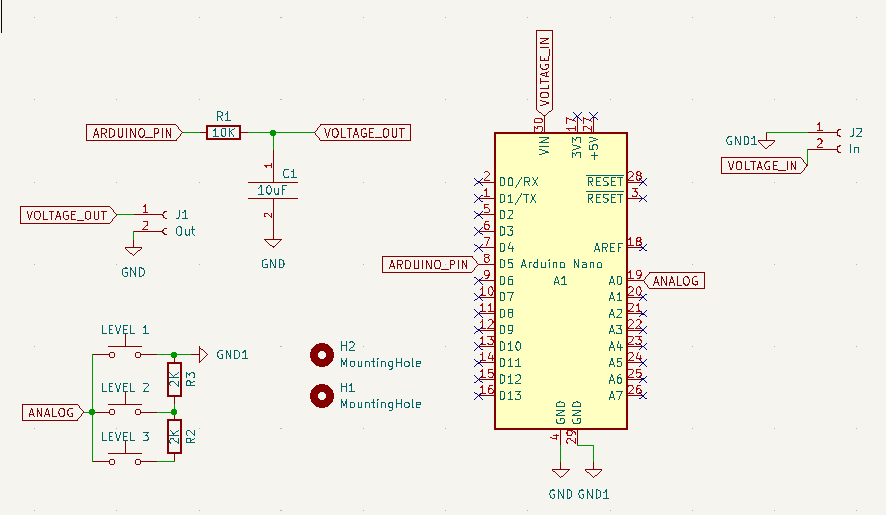 VOLTAGE_IN
R1
ARDUINO_PIN
10K
VOLTAGE_OUT
1
C1
10uF
2
VOLTAGE_OUT
1
J1
2
Out
GND
GND
30
17
27
VIN
3V3
+5V
2
D0/RX
RESET
28
1
D1/TX
RESET
3
5
D2
6
D3
7
D4
AREF
18
ARDUINO_PIN
8
D5
Arduino Nano
9
D6
A1
A0
19
ANALOG
10
D7
A1
20
11
D8
A2
21
12
D9
A3
22
13
D10
A4
23
14
D11
A5
24
15
D12
A6
25
16
D13
A7
26
GND
GND
4
29
GND
GND1
GND1
1
J2
2
In
VOLTAGE_IN
LEVEL 1
GND1
2K
R3
LEVEL 2
ANALOG
2K
R2
LEVEL 3
H2
MountingHole
H1
MountingHole